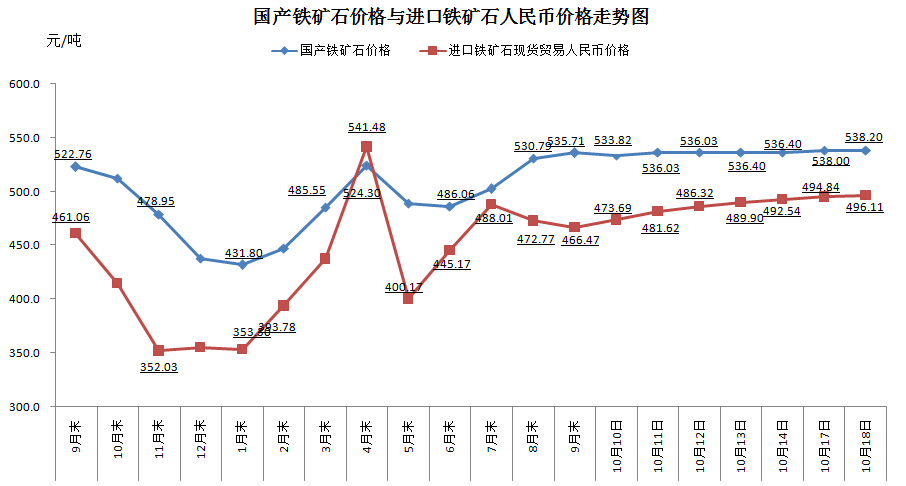 国产铁矿石价格与进口铁矿石人民币价格走势图
元/吨
国产铁矿石价格 进口铁矿石现货贸易人民币价格
600.0
550.0
500.0
450.0
400.0
350.0
300.0
522.76
478.95
431.80
485.55
524.30
486.06
530.79
535.71
533.82
536.03
536.03
536.40
536.40
538.00
538.20
461.06
352.03
353.80
393.78
541.48
400.17
445.17
488.01
472.77
466.47
473.69
481.62
486.32
489.90
492.54
494.84
496.11
9月末
10月末
11月末
12月末
1月末
2月末
3月末
4月末
5月末
6月末
7月末
8月末
9月末
10月10日
10月11日
10月12日
10月13日
10月14日
10月17日
10月18日